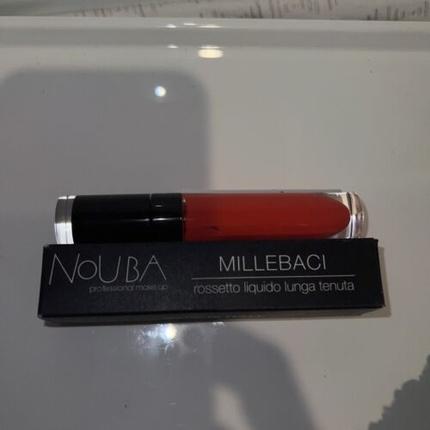 NOUBA
professional make up
MILLEBACI
rossetto liquido lunga tenuta